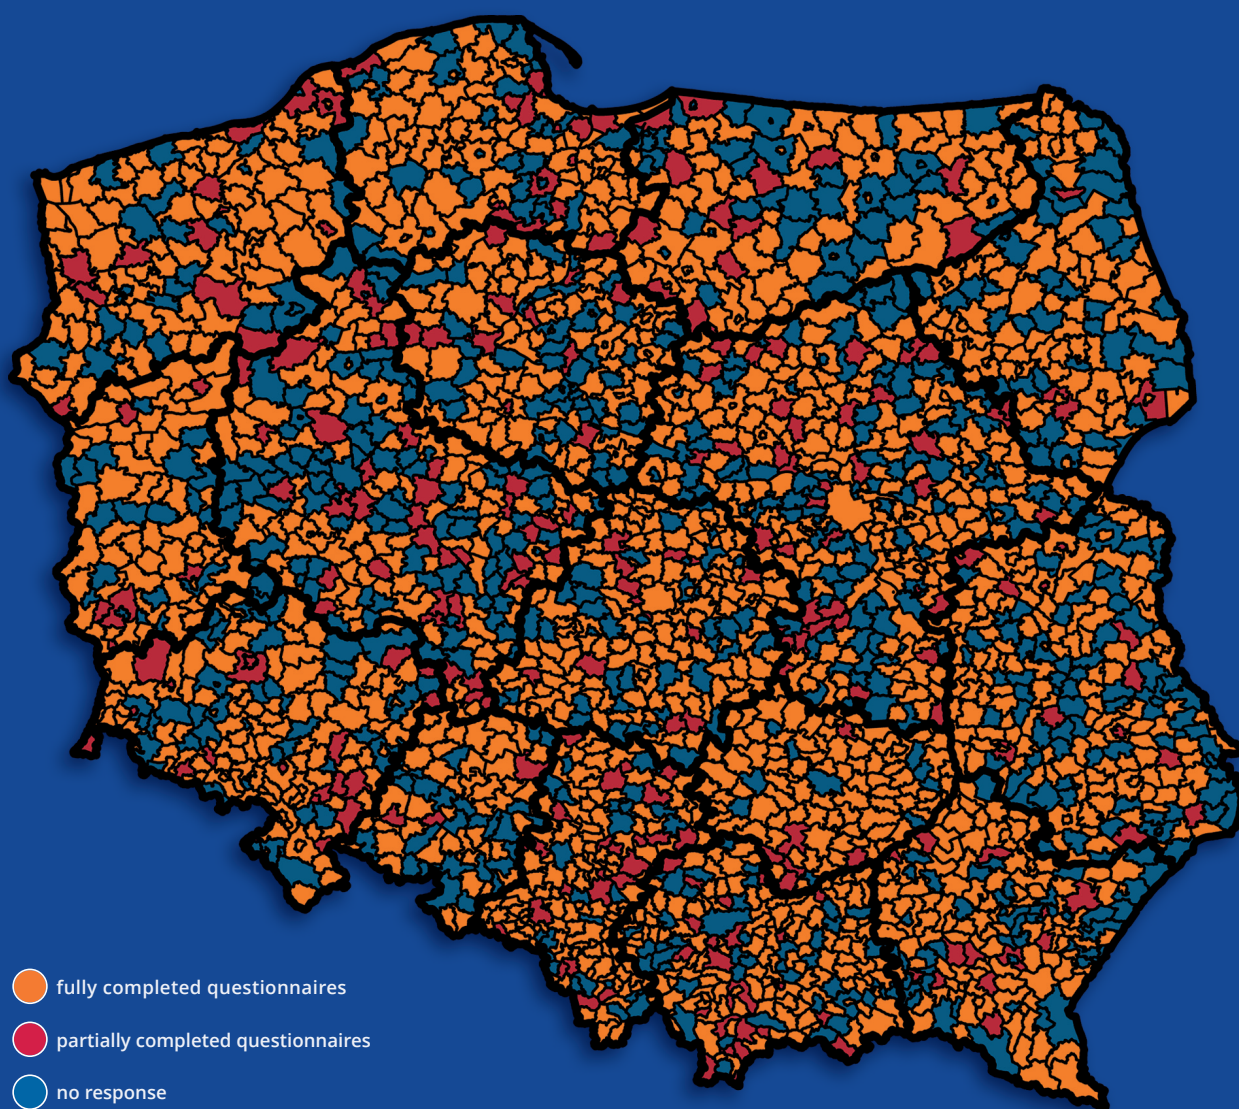 fully completed questionnaires
partially completed questionnaires
no response